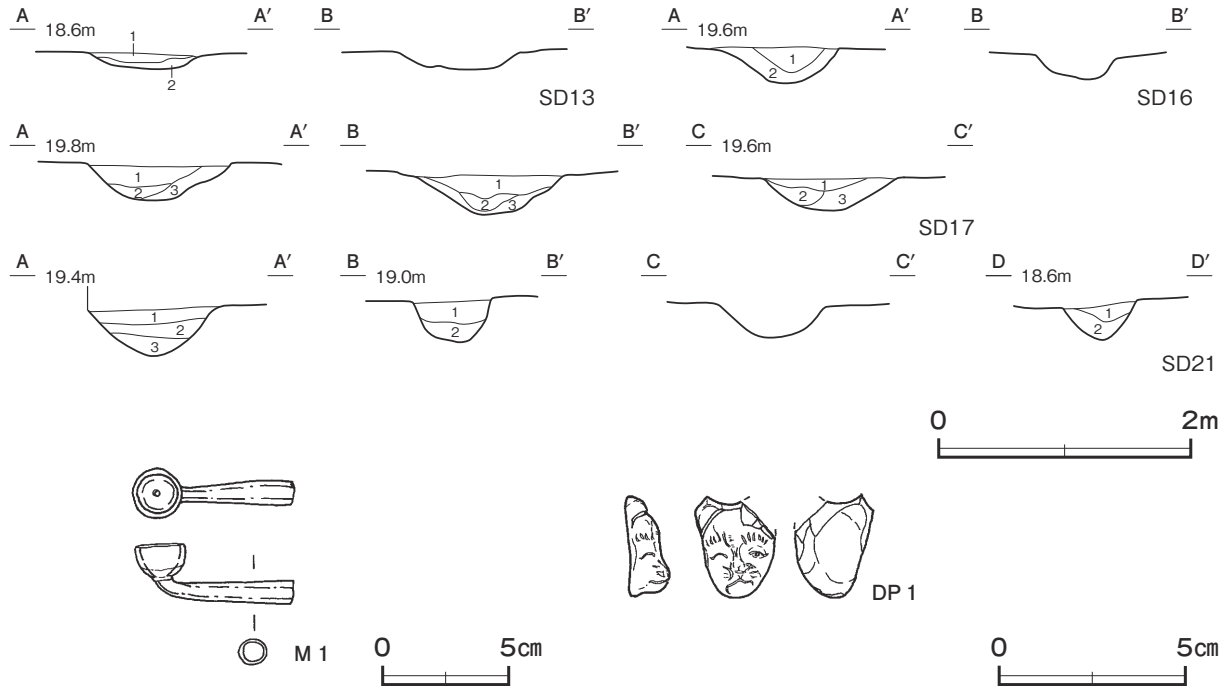 A A′ B B′ A A′ B B′
18.6m 19.6m
1 2 1 2
SD13 SD16
A A′ B B′ C C′
19.8m 19.6m
1 2 3 1 2 3 1 2 3
SD17
A A′ B B′ C C′ D D′
19.4m 19.0m 18.6m
1 2 3 1 2 1 2
SD21
0 2m
DP 1
M 1
0 5㎝ 0 5㎝